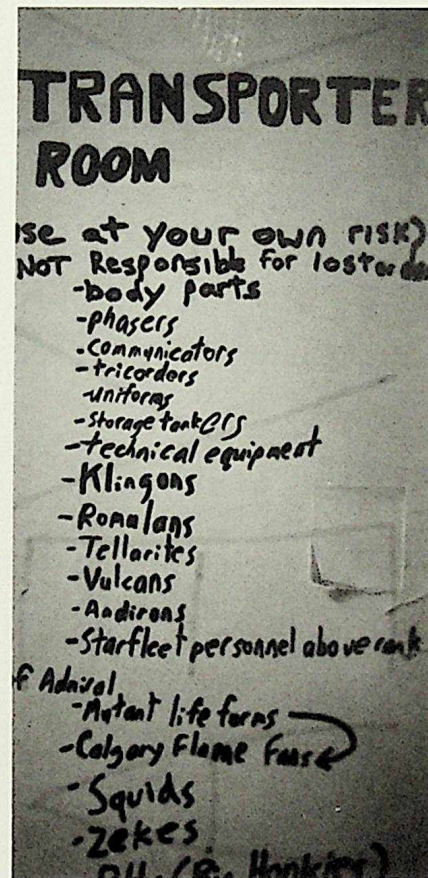 TRANSPORTER
ROOM
se at your own risk)
NOT Responsible for lost or
-body parts
-phasers
-communicators
-tricorders
-uniforms
-Storage tankers
-technical equipment
-Klingons
-Romulans
-Tellarites
-Vulcans
-Andirons
-Starfleet personnel above rank
of Admiral
-Mutant life forms
-Calgary Flame Fans
-Squids
-Zekes